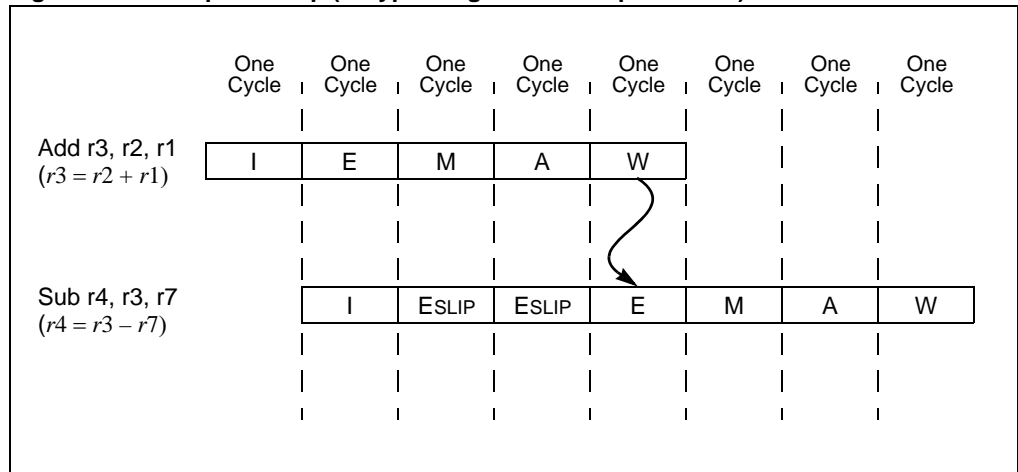 One One One One One One One One
Cycle Cycle Cycle Cycle Cycle Cycle Cycle Cycle
Add r3, r2, r1
(r3 = r2 + r1)
I E M A W
Sub r4, r3, r7
(r4 = r3 – r7)
I ESLIP ESLIP E M A W